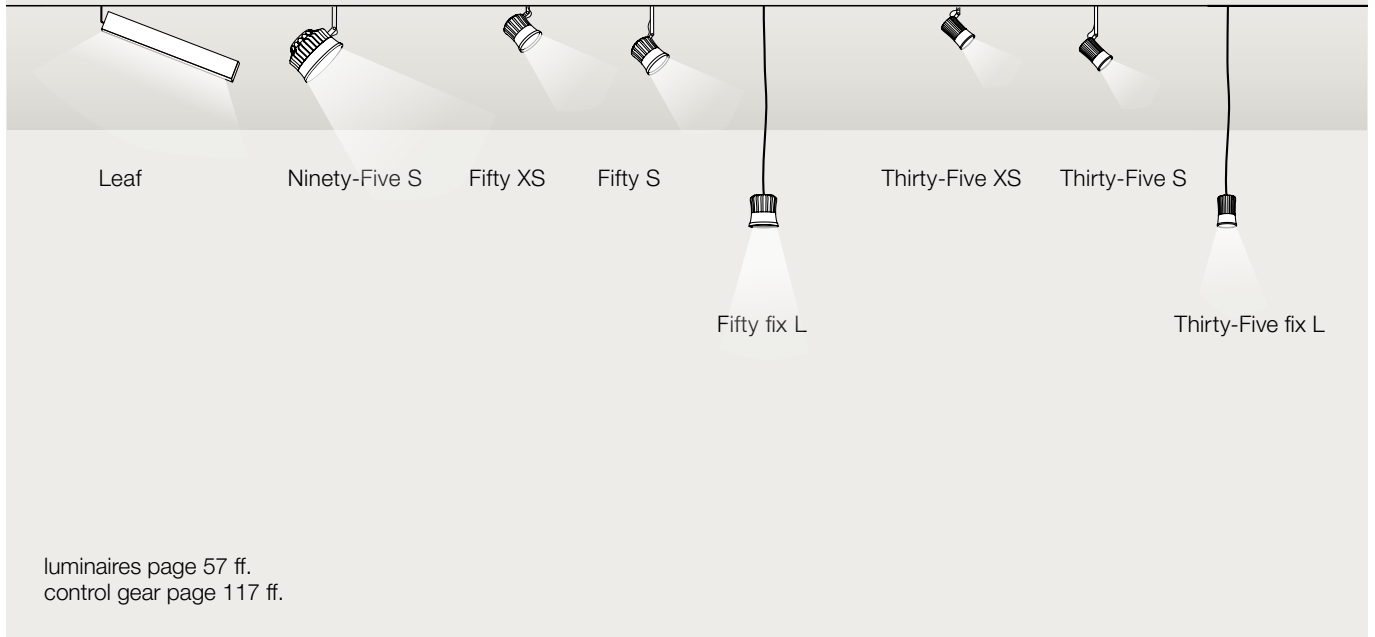 Leaf
Ninety-Five S
Fifty XS
Fifty S
Thirty-Five XS
Thirty-Five S
Fifty fix L
Thirty-Five fix L
luminaires page 57 ff.
control gear page 117 ff.